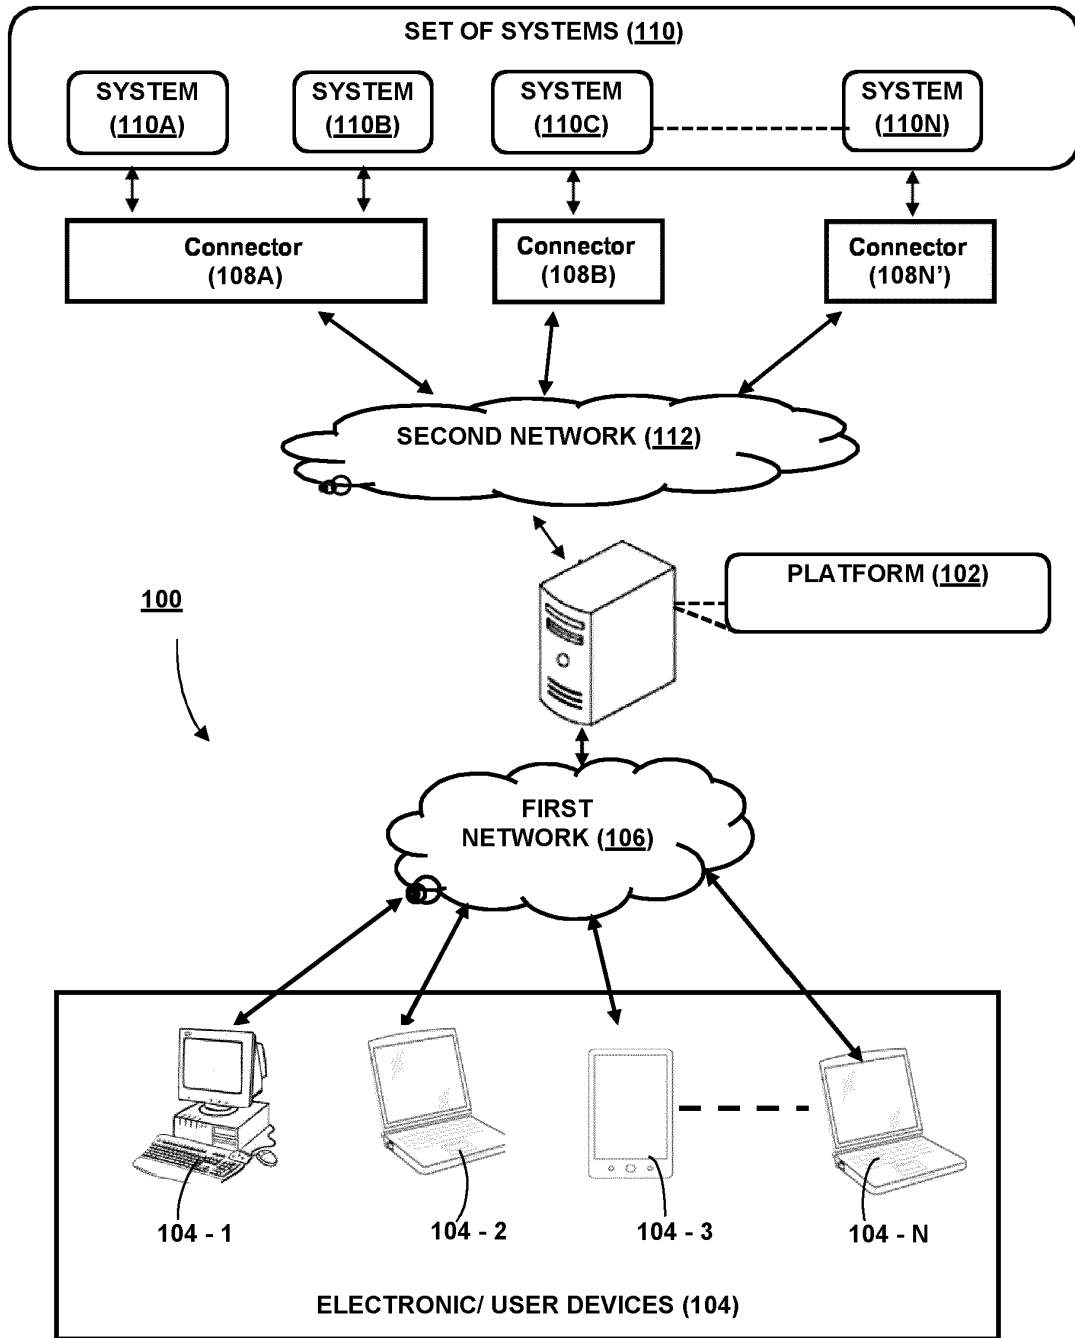 SET OF SYSTEMS (110)
SYSTEM
(110A)
SYSTEM
(110B)
SYSTEM
(110C)
SYSTEM
(110N)
Connector
(108A)
Connector
(108B)
Connector
(108N’)
SECOND NETWORK (112)
PLATFORM (102)
100
FIRST
NETWORK (106)
104 - 1
104 - 2
104 - 3
104 - N
ELECTRONIC/ USER DEVICES (104)